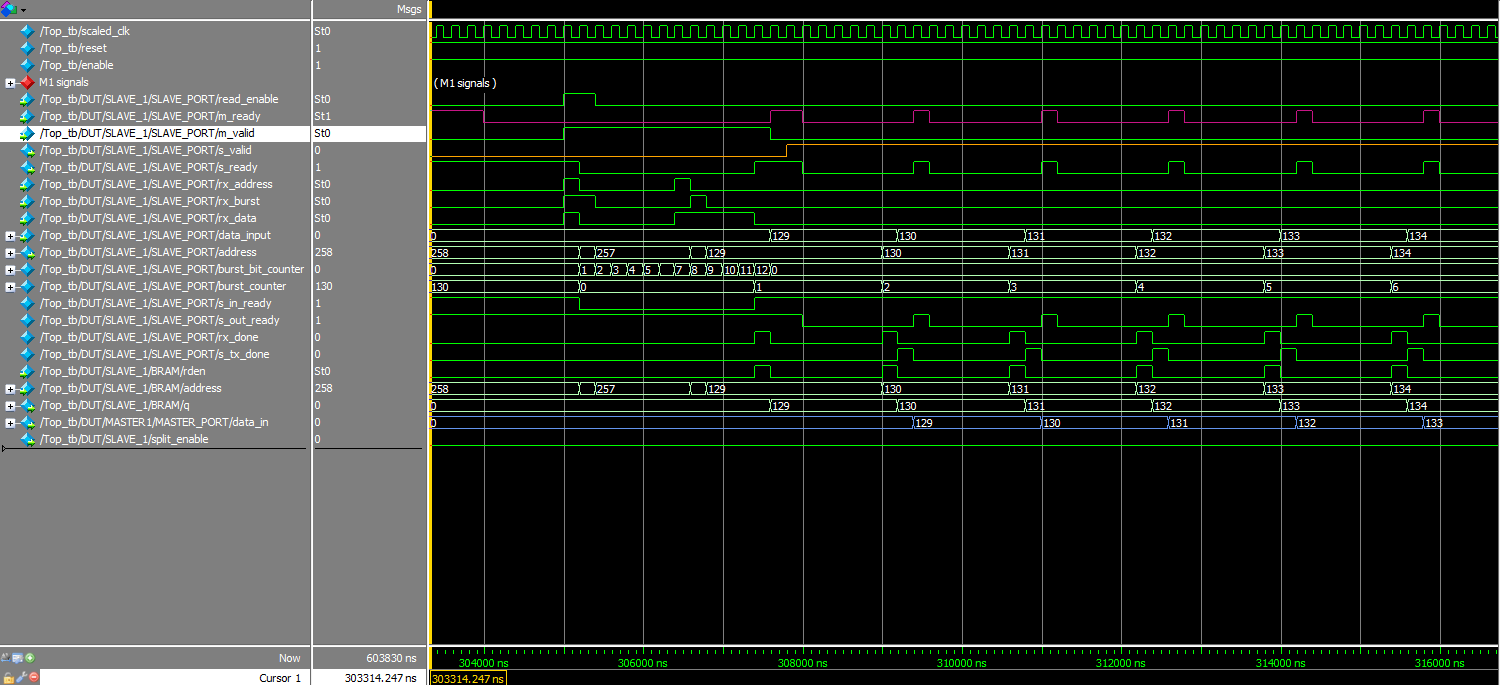 Msgs
/Top_tb/scaled_clk St0
/Top_tb/reset 1
/Top_tb/enable 1
M1 signals ( M1 signals )
/Top_tb/DUT/SLAVE_1/SLAVE_PORT/read_enable St0
/Top_tb/DUT/SLAVE_1/SLAVE_PORT/m_ready St1
/Top_tb/DUT/SLAVE_1/SLAVE_PORT/m_valid St0
/Top_tb/DUT/SLAVE_1/SLAVE_PORT/s_valid 0
/Top_tb/DUT/SLAVE_1/SLAVE_PORT/s_ready 1
/Top_tb/DUT/SLAVE_1/SLAVE_PORT/rx_address St0
/Top_tb/DUT/SLAVE_1/SLAVE_PORT/rx_burst St0
/Top_tb/DUT/SLAVE_1/SLAVE_PORT/rx_data St0
/Top_tb/DUT/SLAVE_1/SLAVE_PORT/data_input 0 0 129 130 131 132 133 134
/Top_tb/DUT/SLAVE_1/SLAVE_PORT/address 258 258 257 129 130 131 132 133 134
/Top_tb/DUT/SLAVE_1/SLAVE_PORT/burst_bit_counter 0 0 1 2 3 4 5 7 8 9 10 11 12 0
/Top_tb/DUT/SLAVE_1/SLAVE_PORT/burst_counter 130 130 0 1 2 3 4 5 6
/Top_tb/DUT/SLAVE_1/SLAVE_PORT/s_in_ready 1
/Top_tb/DUT/SLAVE_1/SLAVE_PORT/s_out_ready 1
/Top_tb/DUT/SLAVE_1/SLAVE_PORT/rx_done 0
/Top_tb/DUT/SLAVE_1/SLAVE_PORT/s_tx_done 0
/Top_tb/DUT/SLAVE_1/BRAM/rden St0
/Top_tb/DUT/SLAVE_1/BRAM/address 258 258 257 129 130 131 132 133 134
/Top_tb/DUT/SLAVE_1/BRAM/q 0 0 129 130 131 132 133 134
/Top_tb/DUT/MASTER1/MASTER_PORT/data_in 0 0 129 130 131 132 133
/Top_tb/DUT/SLAVE_1/split_enable 0
Now 603830 ns 304000 ns 306000 ns 308000 ns 310000 ns 312000 ns 314000 ns 316000 ns
Cursor 1 303314.247 ns 303314.247 ns